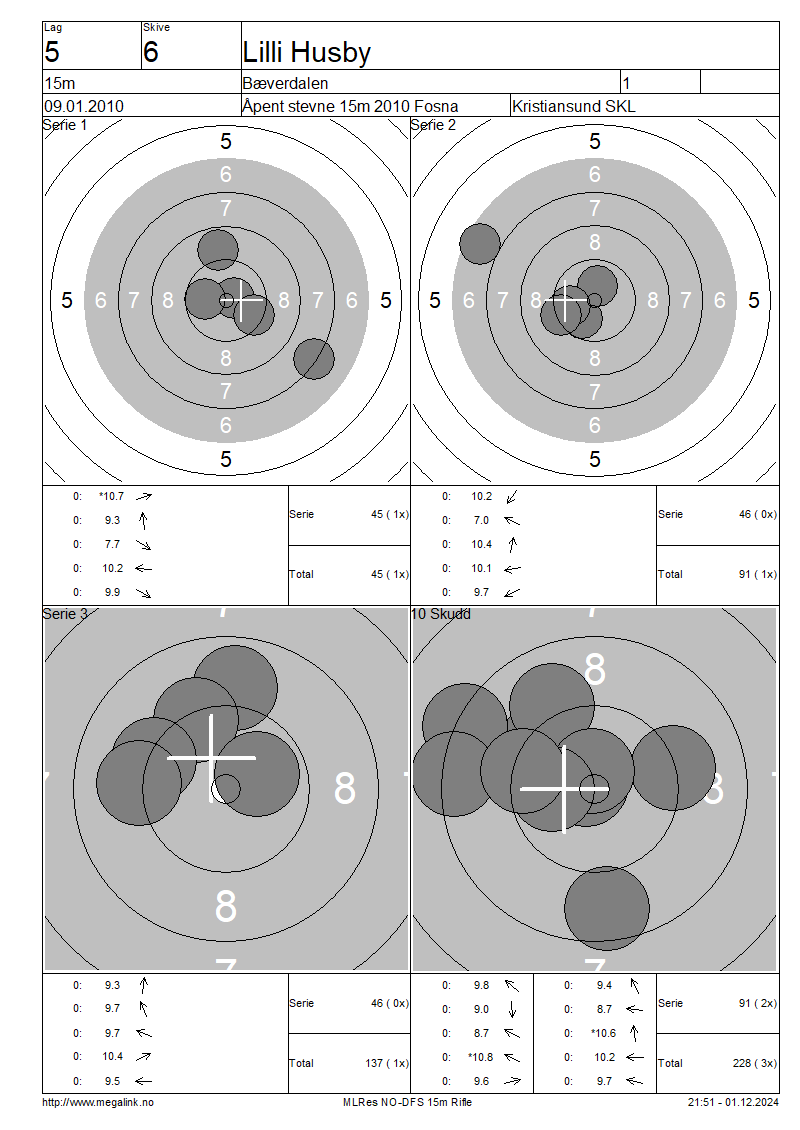 Lag
Skive
5
6
Lilli Husby
15m
Bæverdalen
1
09.01.2010
Åpent stevne 15m 2010 Fosna
Kristiansund SKL
Serie 1
5
6
7
5 6 7 8 8 7 6 5
8
7
6
5
Serie 2
5
6
7
8
5 6 7 8 8 7 6 5
8
7
6
5
0: *10.7
0: 9.3
0: 7.7
0: 10.2
0: 9.9
Serie 45 ( 1x)
Total 45 ( 1x)
0: 10.2
0: 7.0
0: 10.4
0: 10.1
0: 9.7
Serie 46 ( 0x)
Total 91 ( 1x)
Serie 3
7
8
8
7
10 Skudd
7
8
8
7
0: 9.3
0: 9.7
0: 9.7
0: 10.4
0: 9.5
Serie 46 ( 0x)
Total 137 ( 1x)
0: 9.8 0: 9.4
0: 9.0 0: 8.7
0: 8.7 0: *10.6
0: *10.8 0: 10.2
0: 9.6 0: 9.7
Serie 91 ( 2x)
Total 228 ( 3x)
http://www.megalink.no
MLRes NO-DFS 15m Rifle
21:51 - 01.12.2024